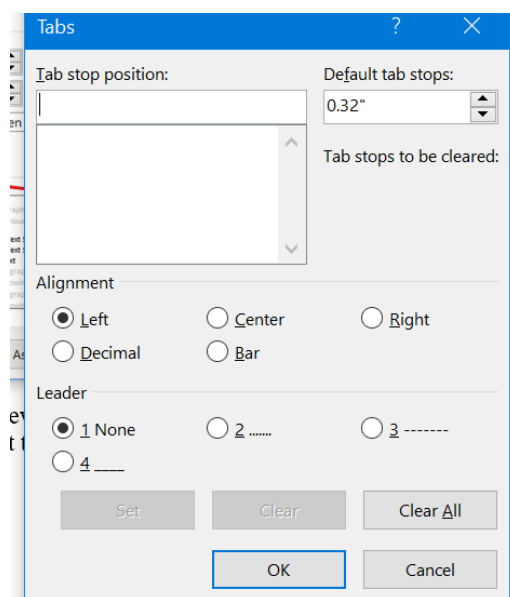 Tabs ? ×
Tab stop position: Default tab stops:
0.32"
Tab stops to be cleared:
Alignment
Left Center Right
Decimal Bar
Leader
1 None 2 ...... 3 -------
4 ____
Set Clear Clear All
OK Cancel